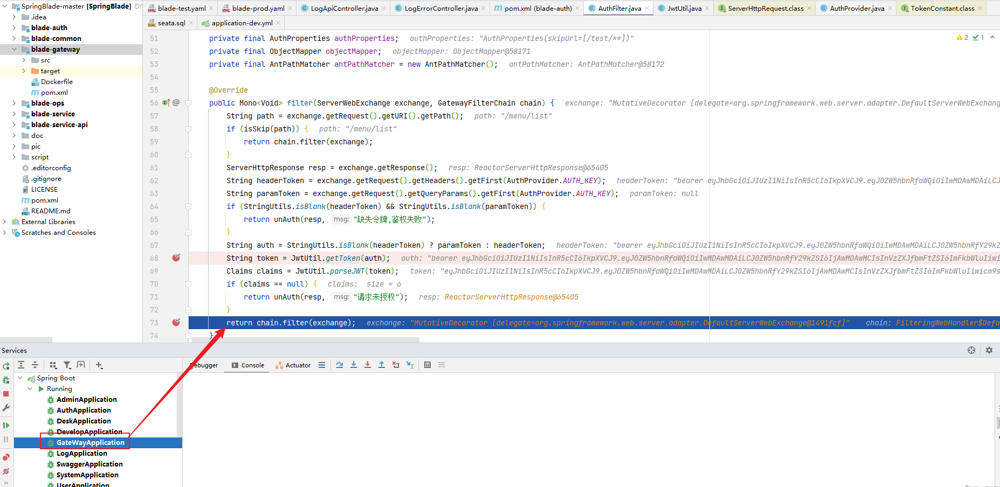 SpringBlade-master [SpringBlade] D:\
blade-test.yaml
blade-prod.yaml
LogApiController.java
LogErrorController.java
pom.xml (blade-auth)
AuthFilter.java
JwtUtil.java
ServerHttpRequest.class
AuthProvider.java
TokenConstant.class
seata.sql
application-dev.yml
.idea
blade-auth
blade-common
blade-gateway
src
target
Dockerfile
pom.xml
blade-ops
blade-service
blade-service-api
doc
pic
script
.editorconfig
.gitignore
LICENSE
pom.xml
README.md
External Libraries
Scratches and Consoles
2 1
51 private final AuthProperties authProperties; authProperties: "AuthProperties(skipUrl=[/test/**])"
52 private final ObjectMapper objectMapper; objectMapper: ObjectMapper@58171
53 private final AntPathMatcher antPathMatcher = new AntPathMatcher(); antPathMatcher: AntPathMatcher@58172
54
55 @Override
56 public Mono<Void> filter(ServerWebExchange exchange, GatewayFilterChain chain) { exchange: "MutativeDecorator [delegate=org.springframework.web.server.adapter.DefaultServerWebExchang
57 String path = exchange.getRequest().getURI().getPath(); path: "/menu/list"
58 if (isSkip(path)) { path: "/menu/list"
59 return chain.filter(exchange);
60 }
61 ServerHttpResponse resp = exchange.getResponse(); resp: ReactorServerHttpResponse@65405
62 String headerToken = exchange.getRequest().getHeaders().getFirst(AuthProvider.AUTH_KEY); headerToken: "bearer eyJhbGciOiJIUzI1NiIsInR5cCI6IkpXVCJ9.eyJ0ZW5hbnRfaWQiOiIwMDAwMDAiLCJ
63 String paramToken = exchange.getRequest().getQueryParams().getFirst(AuthProvider.AUTH_KEY); paramToken: null
64 if (StringUtils.isBlank(headerToken) && StringUtils.isBlank(paramToken)) {
65 return unAuth(resp, msg: "缺失令牌,鉴权失败");
66 }
67 String auth = StringUtils.isBlank(headerToken) ? paramToken : headerToken; headerToken: "bearer eyJhbGciOiJIUzI1NiIsInR5cCI6IkpXVCJ9.eyJ0ZW5hbnRfaWQiOiIwMDAwMDAiLCJ0ZW5hbnRfY29kZ
68 String token = JwtUtil.getToken(auth); auth: "bearer eyJhbGciOiJIUzI1NiIsInR5cCI6IkpXVCJ9.eyJ0ZW5hbnRfaWQiOiIwMDAwMDAiLCJ0ZW5hbnRfY29kZSI6IjAwMDAwMCIsInVzZXJfbmFtZSI6ImFkbWluIiwi
69 Claims claims = JwtUtil.parseJWT(token); token: "eyJhbGciOiJIUzI1NiIsInR5cCI6IkpXVCJ9.eyJ0ZW5hbnRfaWQiOiIwMDAwMDAiLCJ0ZW5hbnRfY29kZSI6IjAwMDAwMCIsInVzZXJfbmFtZSI6ImFkbWluIiwicm9s
70 if (claims == null) { claims: size = 6
71 return unAuth(resp, msg: "请求未授权"); resp: ReactorServerHttpResponse@65405
72 }
73 return chain.filter(exchange); exchange: "MutativeDecorator [delegate=org.springframework.web.server.adapter.DefaultServerWebExchange@1491fcf]" chain: FilteringWebHandler$Defa
74 }
Services
Debugger Console Actuator
Spring Boot
Running
AdminApplication
AuthApplication
DeskApplication
DevelopApplication
GateWayApplication
LogApplication
SwaggerApplication
SystemApplication
UserApplication